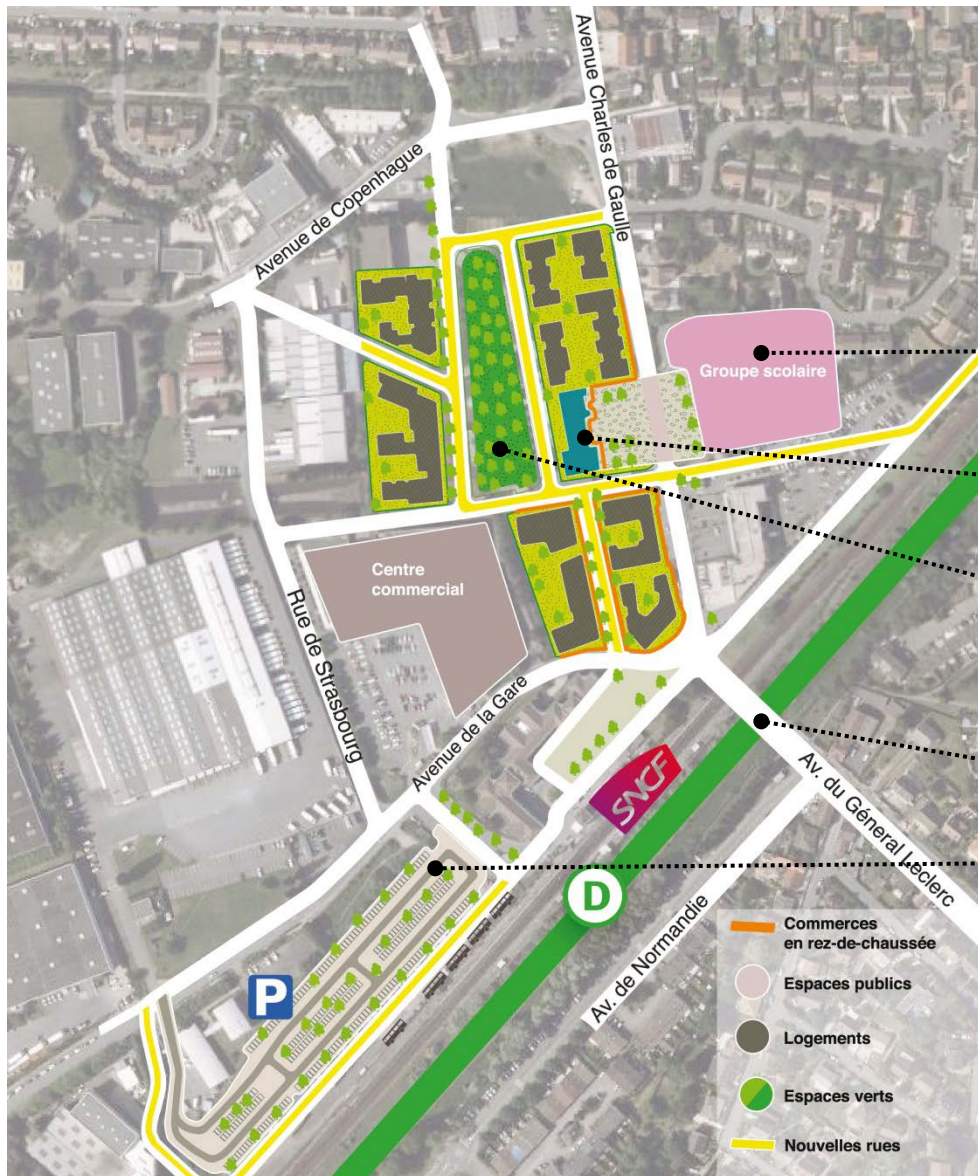 Avenue Charles de Gaulle
Avenue de Copenhague
Groupe scolaire
Centre
commercial
Rue de Strasbourg
Avenue de la Gare
SNCF
Av. du Général Leclerc
D
Av. de Normandie
P
Commerces
en rez-de-chaussée
Espaces publics
Logements
Espaces verts
Nouvelles rues